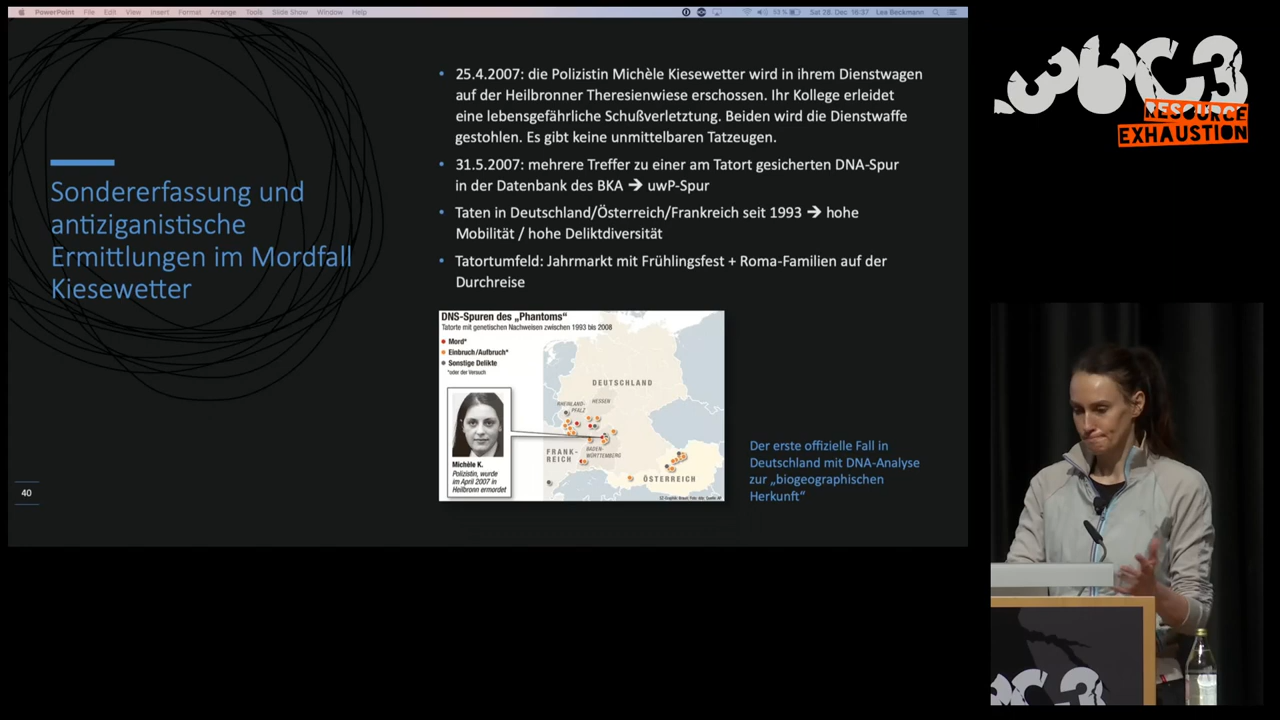 PowerPoint File Edit View Insert Format Arrange Tools Slide Show Window Help
93% Sat 28. Dec 16:37 Lea Beckmann
Sondererfassung und
antiziganistische
Ermittlungen im Mordfall
Kiesewetter
40
• 25.4.2007: die Polizistin Michèle Kiesewetter wird in ihrem Dienstwagen
auf der Heilbronner Theresienwiese erschossen. Ihr Kollege erleidet
eine lebensgefährliche Schußverletztung. Beiden wird die Dienstwaffe
gestohlen. Es gibt keine unmittelbaren Tatzeugen.
• 31.5.2007: mehrere Treffer zu einer am Tatort gesicherten DNA-Spur
in der Datenbank des BKA → uwP-Spur
• Taten in Deutschland/Österreich/Frankreich seit 1993 → hohe
Mobilität / hohe Deliktdiversität
• Tatortumfeld: Jahrmarkt mit Frühlingsfest + Roma-Familien auf der
Durchreise
DNS-Spuren des „Phantoms“
Tatorte mit genetischen Nachweisen zwischen 1993 bis 2008
Mord*
Einbruch/Aufbruch*
Sonstige Delikte
*oder der Versuch
Michèle K.
Polizistin, wurde
im April 2007 in
Heilbronn ermordet
DEUTSCHLAND
RHEINLAND-
PFALZ
HESSEN
FRANK-
REICH
BADEN-
WÜRTTEMBERG
ÖSTERREICH
Der erste offizielle Fall in
Deutschland mit DNA-Analyse
zur „biogeographischen
Herkunft“
36C3
RESOURCE
EXHAUSTION